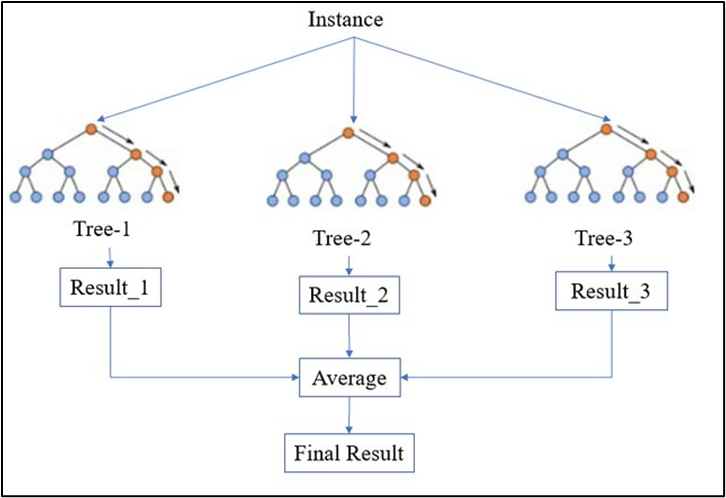 Instance
Tree-1
Tree-2
Tree-3
Result_1
Result_2
Result_3
Average
Final Result